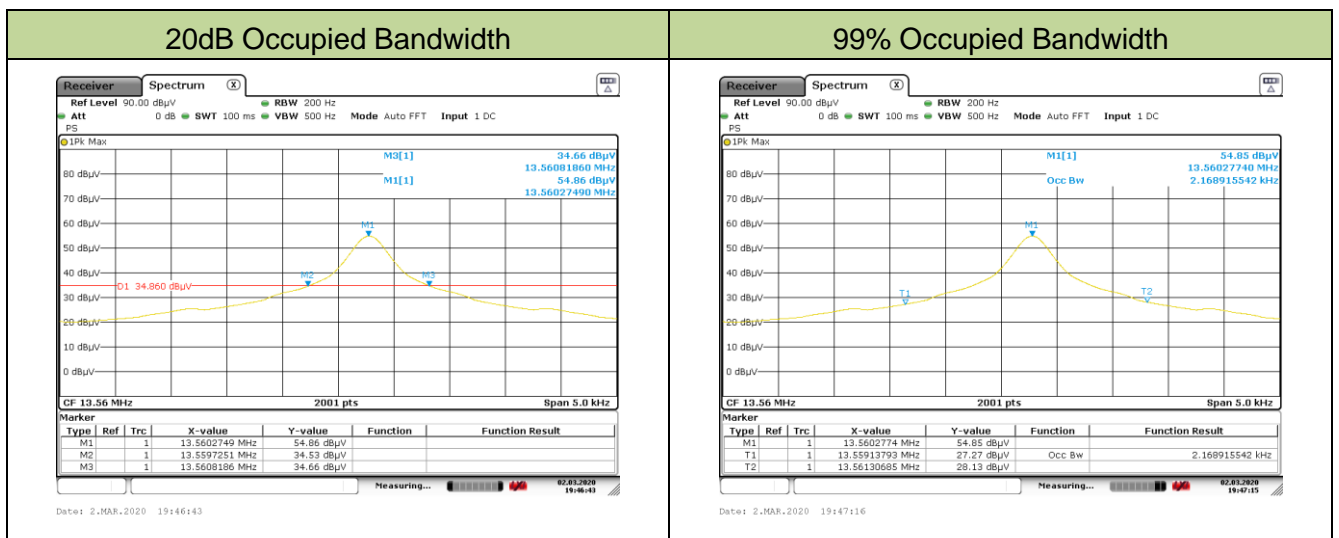 20dB Occupied Bandwidth
Receiver Spectrum X
Ref Level 90.00 dBµV RBW 200 Hz
Att 0 dB SWT 100 ms VBW 500 Hz Mode Auto FFT Input 1 DC
PS
1Pk Max
M3[1] 34.66 dBµV
13.56081860 MHz
M1[1] 54.86 dBµV
13.56027490 MHz
80 dBµV
70 dBµV
60 dBµV
M1
50 dBµV
40 dBµV
M2 M3
D1 34.860 dBµV
30 dBµV
20 dBµV
10 dBµV
0 dBµV
CF 13.56 MHz 2001 pts Span 5.0 kHz
Marker
Type Ref Trc X-value Y-value Function Function Result
M1 1 13.5602749 MHz 54.86 dBµV
M2 1 13.5597251 MHz 34.53 dBµV
M3 1 13.5608186 MHz 34.66 dBµV
Measuring... 02.03.2020
19:46:43
Date: 2.MAR.2020 19:46:43
99% Occupied Bandwidth
Receiver Spectrum X
Ref Level 90.00 dBµV RBW 200 Hz
Att 0 dB SWT 100 ms VBW 500 Hz Mode Auto FFT Input 1 DC
PS
1Pk Max
M1[1] 54.85 dBµV
13.56027740 MHz
Occ Bw 2.168915542 kHz
80 dBµV
70 dBµV
60 dBµV
M1
50 dBµV
40 dBµV
30 dBµV
T1 T2
20 dBµV
10 dBµV
0 dBµV
CF 13.56 MHz 2001 pts Span 5.0 kHz
Marker
Type Ref Trc X-value Y-value Function Function Result
M1 1 13.5602774 MHz 54.85 dBµV
T1 1 13.55913793 MHz 27.27 dBµV Occ Bw 2.168915542 kHz
T2 1 13.56130685 MHz 28.13 dBµV
Measuring... 02.03.2020
19:47:15
Date: 2.MAR.2020 19:47:16